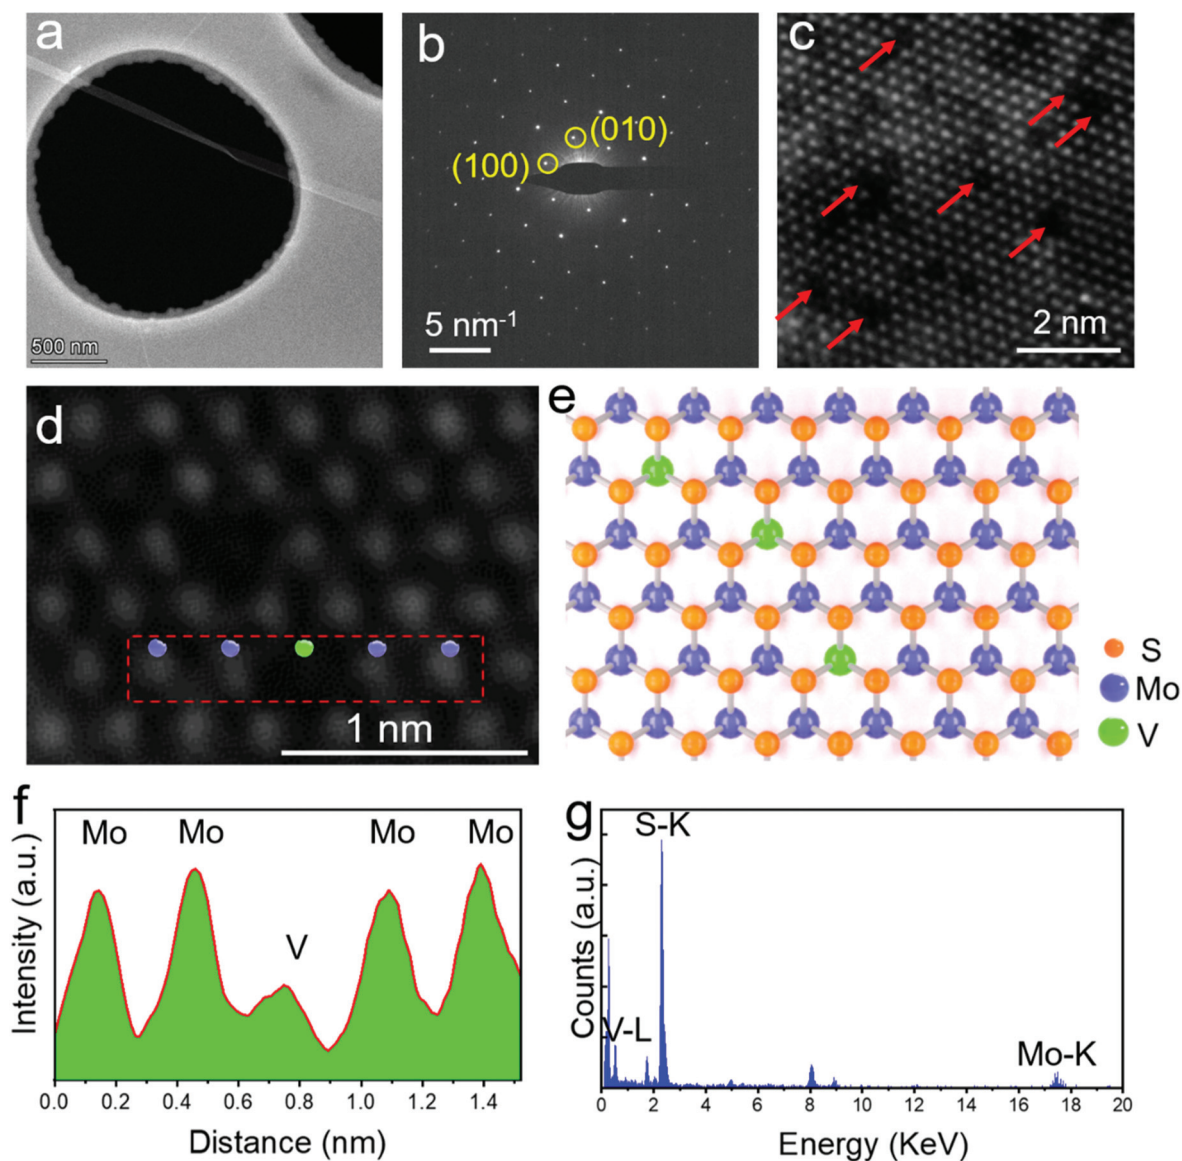 a
500 nm
b
(010)
(100)
5 nm⁻¹
c
2 nm
d
1 nm
e
S
Mo
V
f
Mo Mo Mo Mo
V
Intensity (a.u.)
0.0 0.2 0.4 0.6 0.8 1.0 1.2 1.4
Distance (nm)
g
S-K
V-L
Mo-K
Counts (a.u.)
0 2 4 6 8 10 12 14 16 18 20
Energy (KeV)